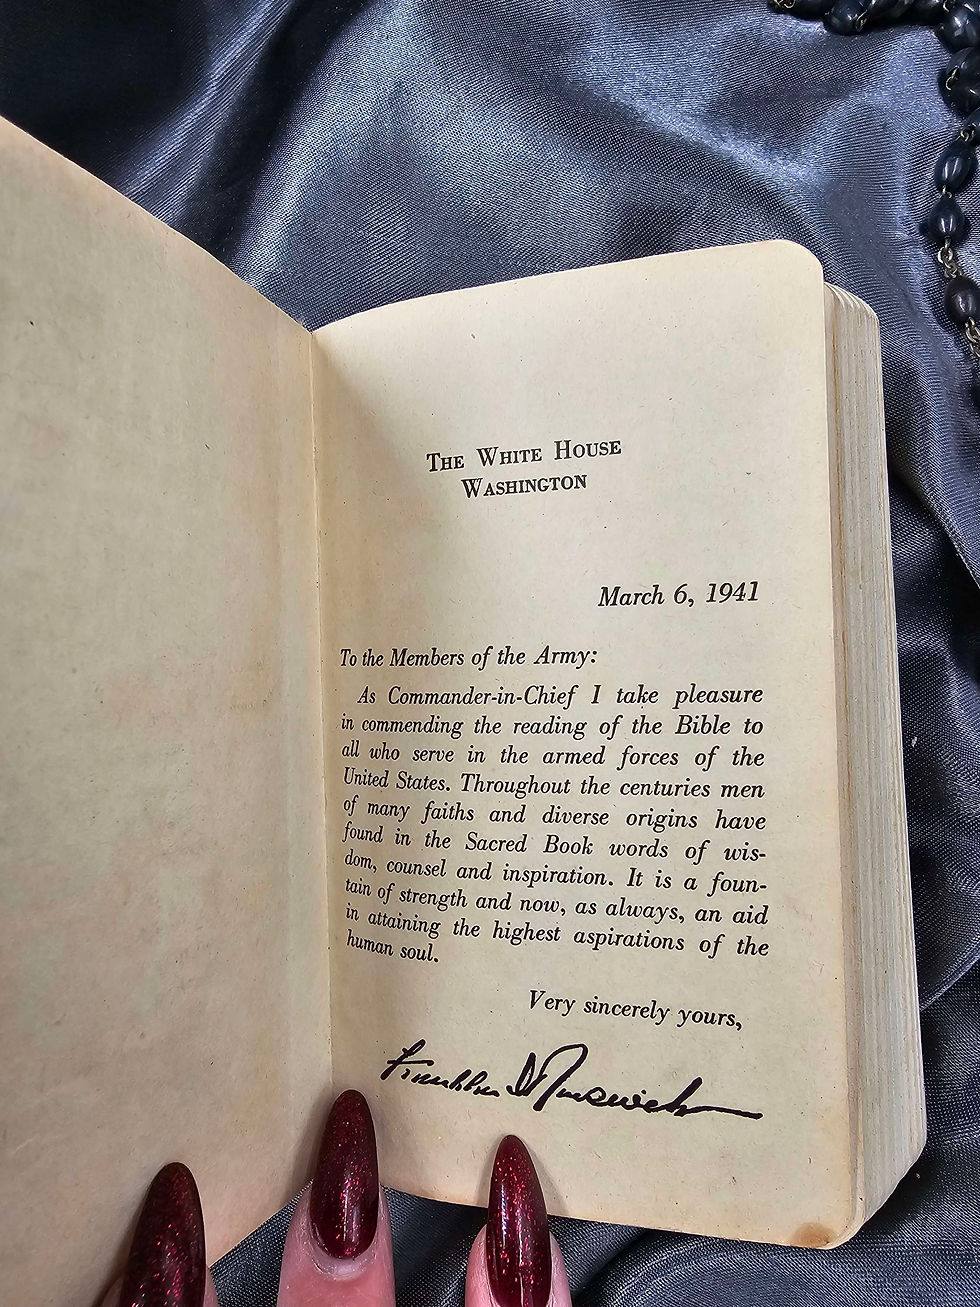 The White House
Washington
March 6, 1941
To the Members of the Army:
As Commander-in-Chief I take pleasure
in commending the reading of the Bible to
all who serve in the armed forces of the
United States. Throughout the centuries men
of many faiths and diverse origins have
found in the Sacred Book words of wis-
dom, counsel and inspiration. It is a foun-
tain of strength and now, as always, an aid
in attaining the highest aspirations of the
human soul.
Very sincerely yours,
Franklin D Roosevelt